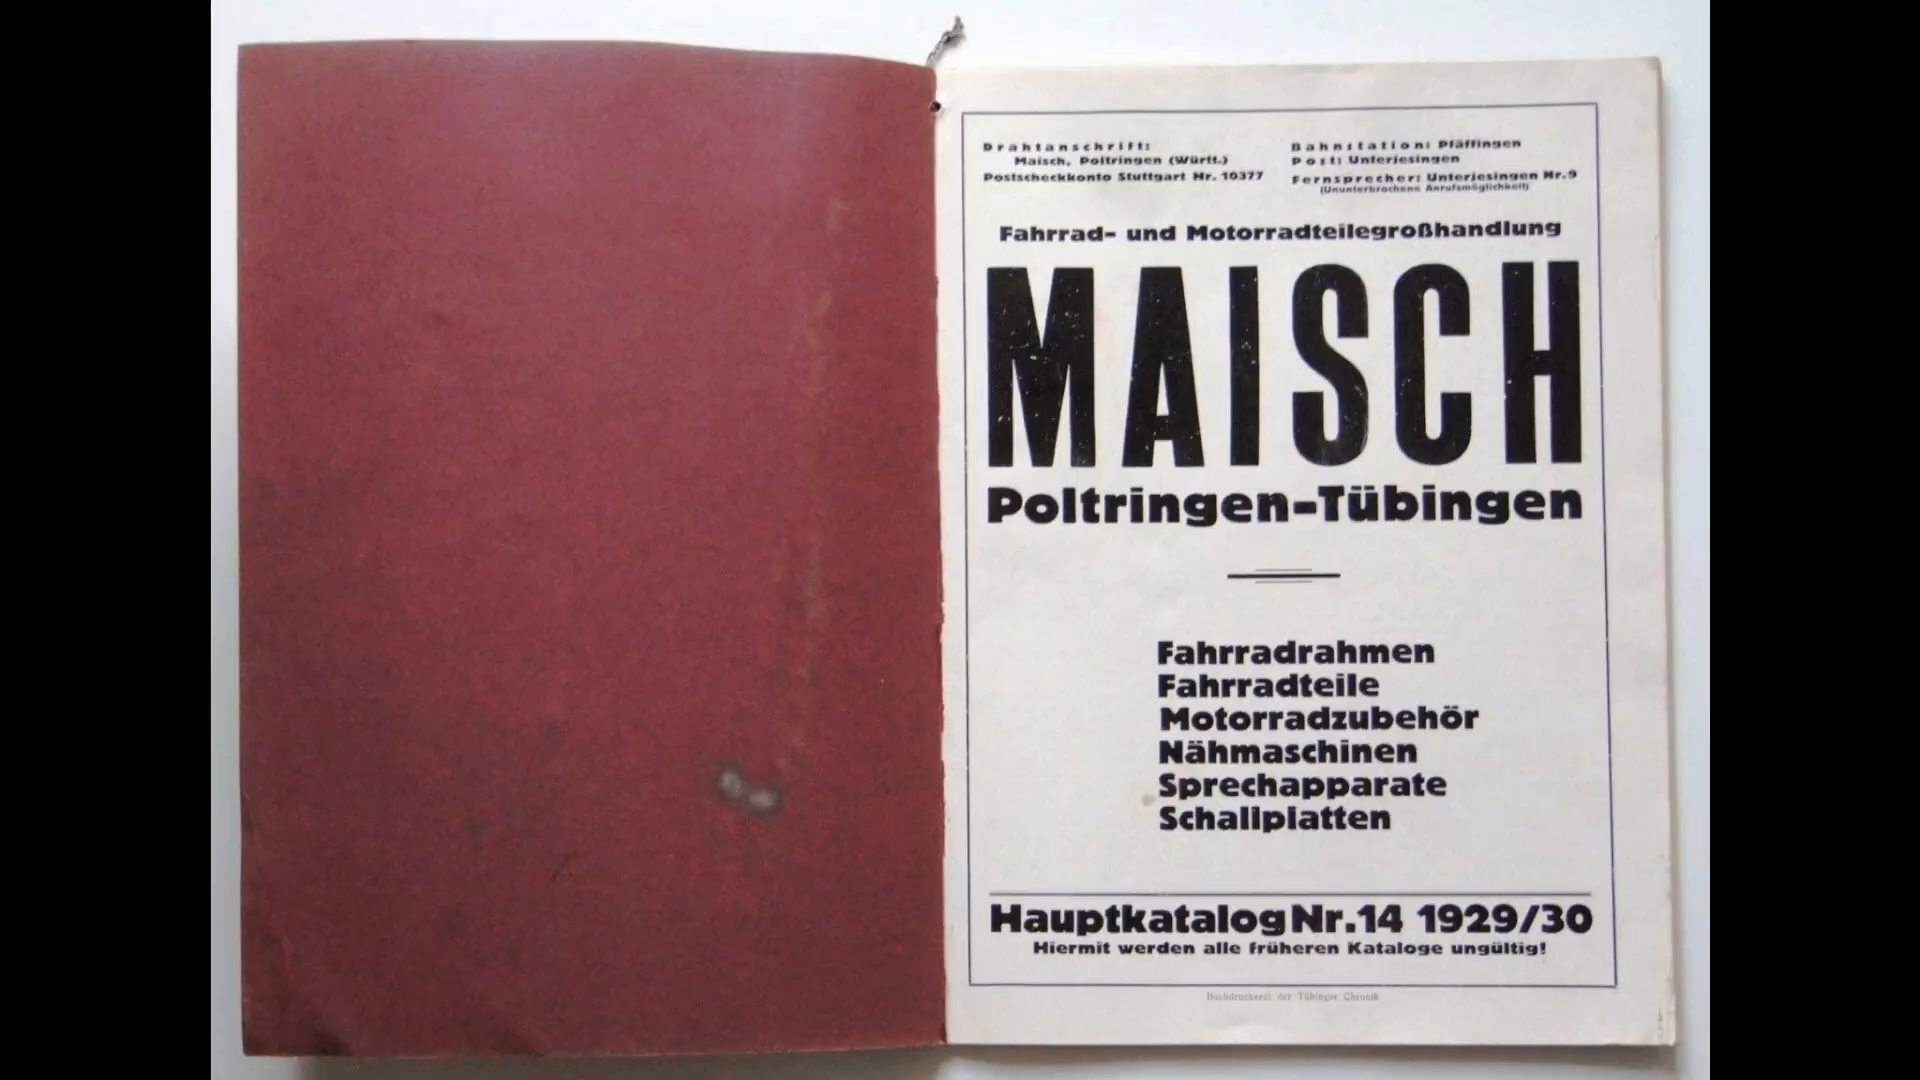 Drahtanschrift:
Maisch, Poltringen (Württ.)
Postscheckkonto Stuttgart Nr. 10377
Bahnstation: Pfäffingen
Post: Unterjesingen
Fernsprecher: Unterjesingen Nr. 9
(Ununterbrochene Anrufsmöglichkeit)
Fahrrad- und Motorradteilegroßhandlung
MAISCH
Poltringen-Tübingen
Fahrradrahmen
Fahrradteile
Motorradzubehör
Nähmaschinen
Sprechapparate
Schallplatten
Hauptkatalog Nr. 14 1929/30
Hiermit werden alle früheren Kataloge ungültig!
Buchdruckerei der Tübinger Chronik